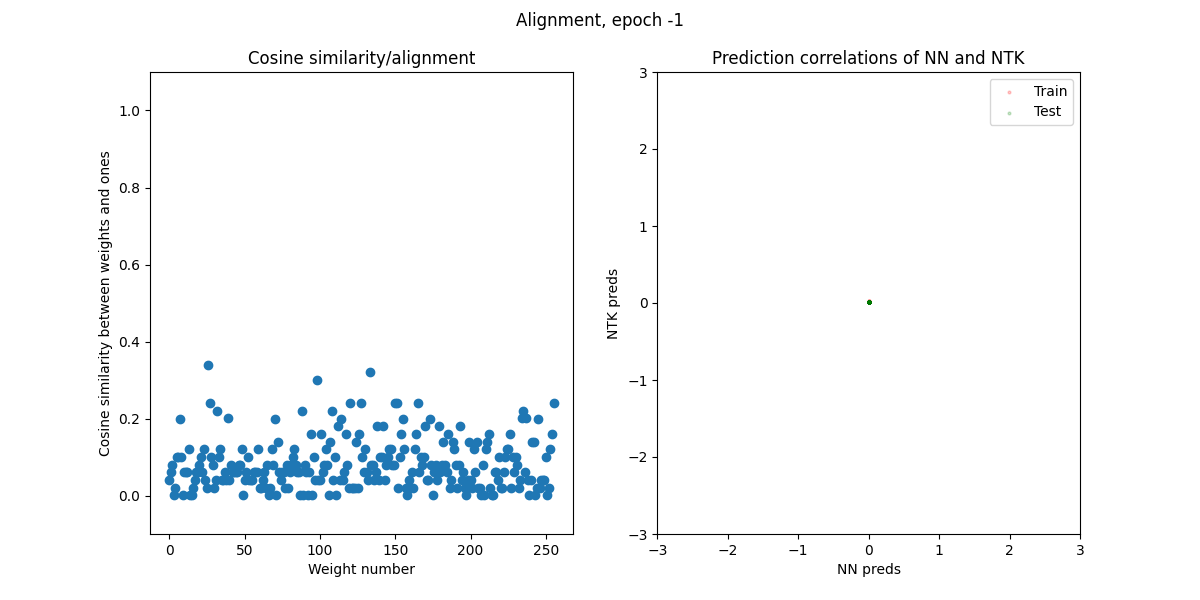 Alignment, epoch -1
Cosine similarity/alignment
Cosine similarity between weights and ones
1.0
0.8
0.6
0.4
0.2
0.0
0
50
100
150
200
250
Weight number
Prediction correlations of NN and NTK
Train
Test
NTK preds
3
2
1
0
−1
−2
−3
−3
−2
−1
0
1
2
3
NN preds